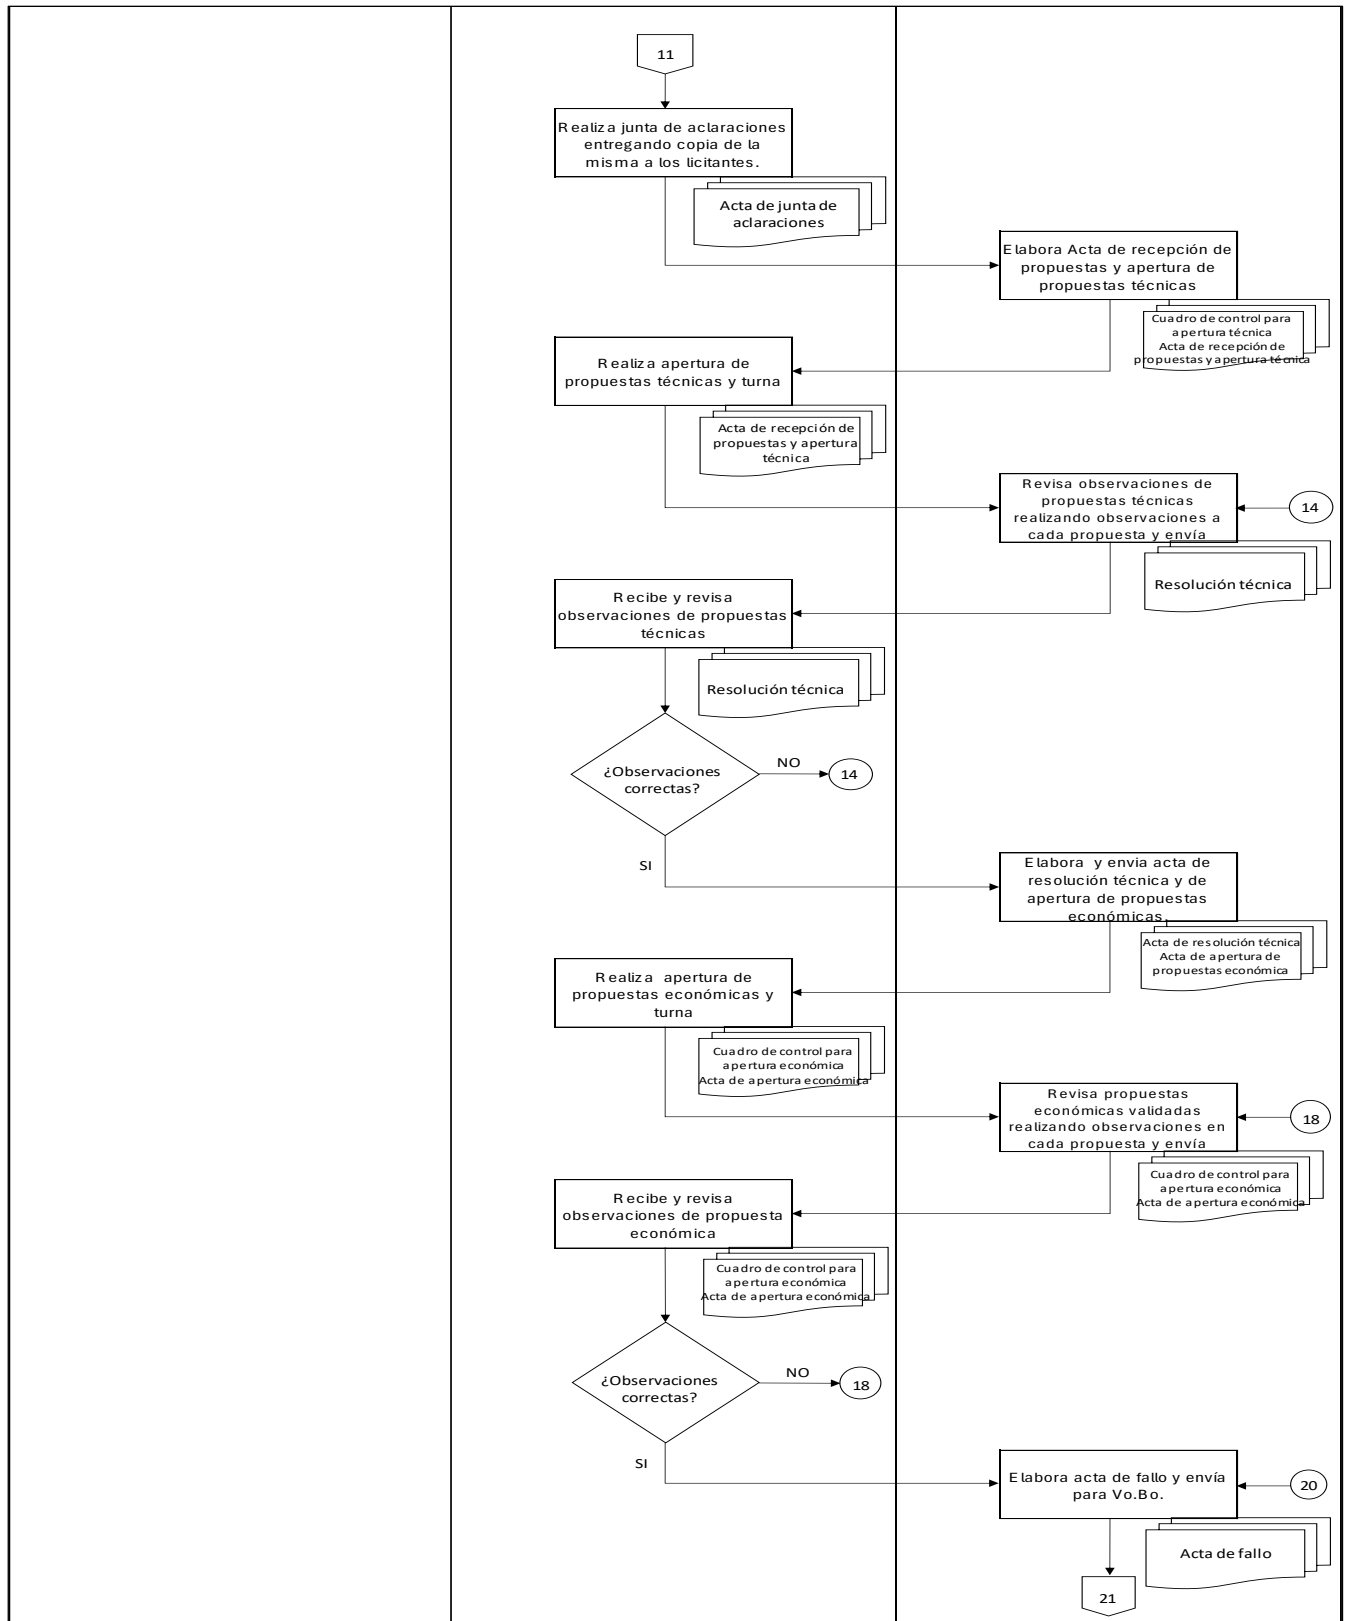 11
Realiza junta de aclaraciones
entregando copia de la
misma a los licitantes.
Acta de junta de
aclaraciones
Elabora Acta de recepción de
propuestas y apertura de
propuestas técnicas
Cuadro de control para
apertura técnica
Acta de recepción de
propuestas y apertura técnica
Realiza apertura de
propuestas técnicas y turna
Acta de recepción de
propuestas y apertura
técnica
Revisa observaciones de
propuestas técnicas
realizando observaciones a
cada propuesta y envía
14
Resolución técnica
Recibe y revisa
observaciones de propuestas
técnicas
Resolución técnica
¿Observaciones
correctas?
NO
14
SI
Elabora y envia acta de
resolución técnica y de
apertura de propuestas
económicas.
Acta de resolución técnica
Acta de apertura de
propuestas económica
Realiza apertura de
propuestas económicas y
turna
Cuadro de control para
apertura económica
Acta de apertura económica
Revisa propuestas
económicas validadas
realizando observaciones en
cada propuesta y envía
18
Cuadro de control para
apertura económica
Acta de apertura económica
Recibe y revisa
observaciones de propuesta
económica
Cuadro de control para
apertura económica
Acta de apertura económica
¿Observaciones
correctas?
NO
18
SI
Elabora acta de fallo y envía
para Vo.Bo.
20
Acta de fallo
21